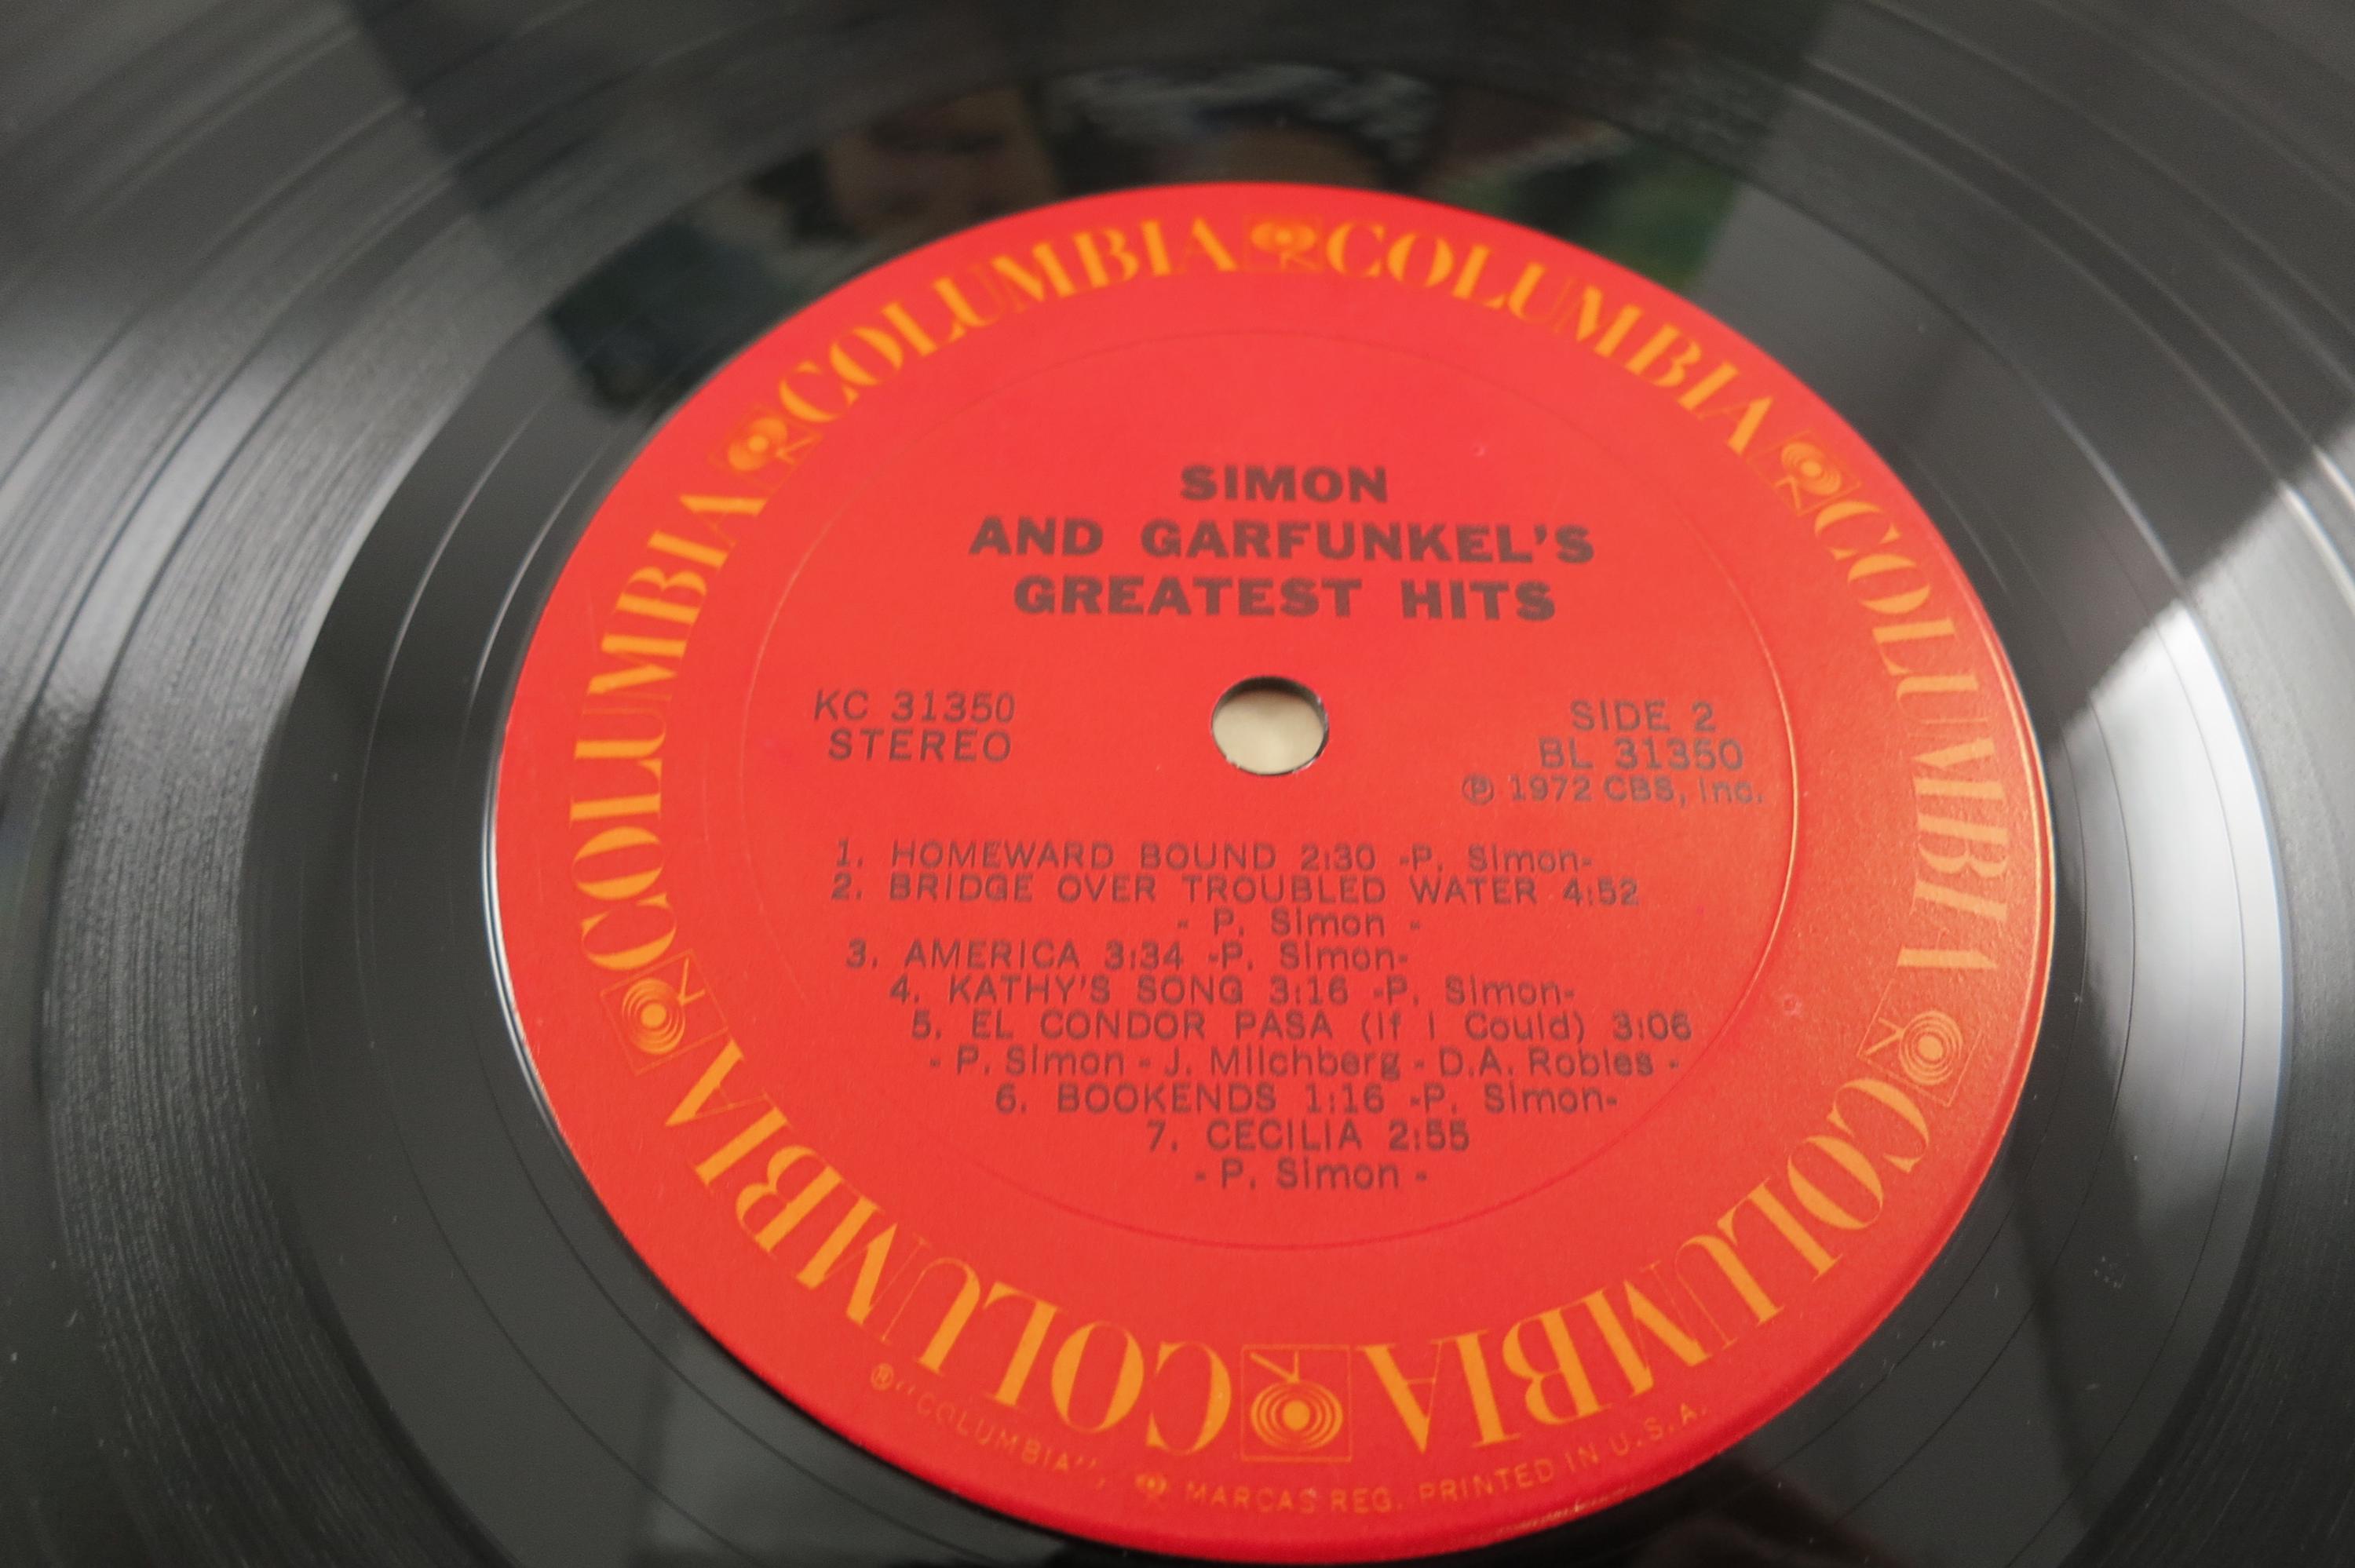 COLUMBIA COLUMBIA COLUMBIA COLUMBIA COLUMBIA COLUMBIA
SIMON
AND GARFUNKEL'S
GREATEST HITS
KC 31350
STEREO
SIDE 2
BL 31350
℗ 1972 CBS, Inc.
1. HOMEWARD BOUND 2:30 -P. Simon-
2. BRIDGE OVER TROUBLED WATER 4:52
- P. Simon -
3. AMERICA 3:34 -P. Simon-
4. KATHY'S SONG 3:16 -P. Simon-
5. EL CONDOR PASA (If I Could) 3:06
- P. Simon - J. Milchberg - D.A. Robles -
6. BOOKENDS 1:16 -P. Simon-
7. CECILIA 2:55
- P. Simon -
® "COLUMBIA", MARCAS REG. PRINTED IN U.S.A.